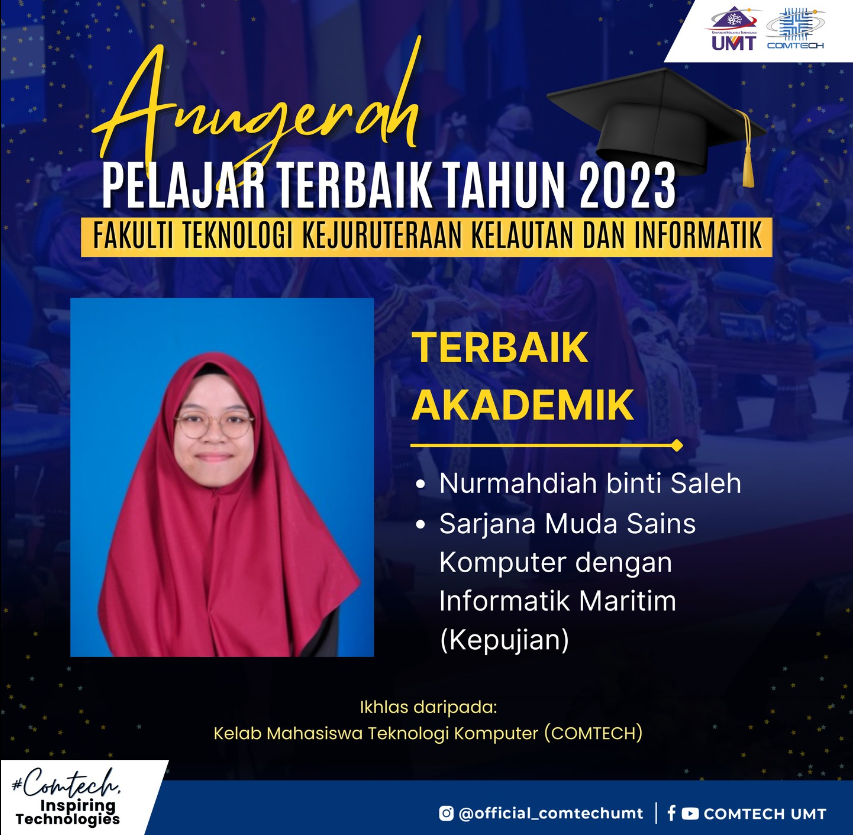 UMT
COMTECH
Anugerah
PELAJAR TERBAIK TAHUN 2023
FAKULTI TEKNOLOGI KEJURUTERAAN KELAUTAN DAN INFORMATIK
TERBAIK
AKADEMIK
• Nurmahdiah binti Saleh
• Sarjana Muda Sains
Komputer dengan
Informatik Maritim
(Kepujian)
Ikhlas daripada:
Kelab Mahasiswa Teknologi Komputer (COMTECH)
#Comtech.
Inspiring
Technologies
@official_comtechumt
COMTECH UMT